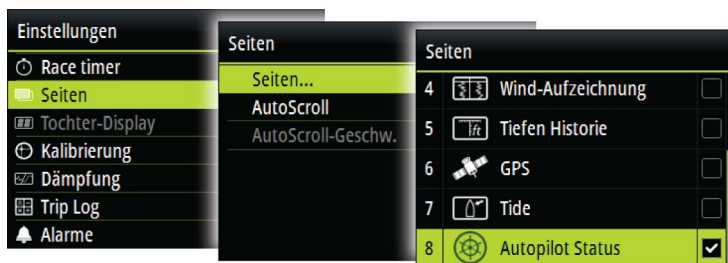 Einstellungen
Race timer
Seiten
Tochter-Display
Kalibrierung
Dämpfung
Trip Log
Alarme
Seiten
Seiten...
AutoScroll
AutoScroll-Geschw.
Seiten
4 Wind-Aufzeichnung
5 ft Tiefen Historie
6 GPS
7 Tide
8 Autopilot Status